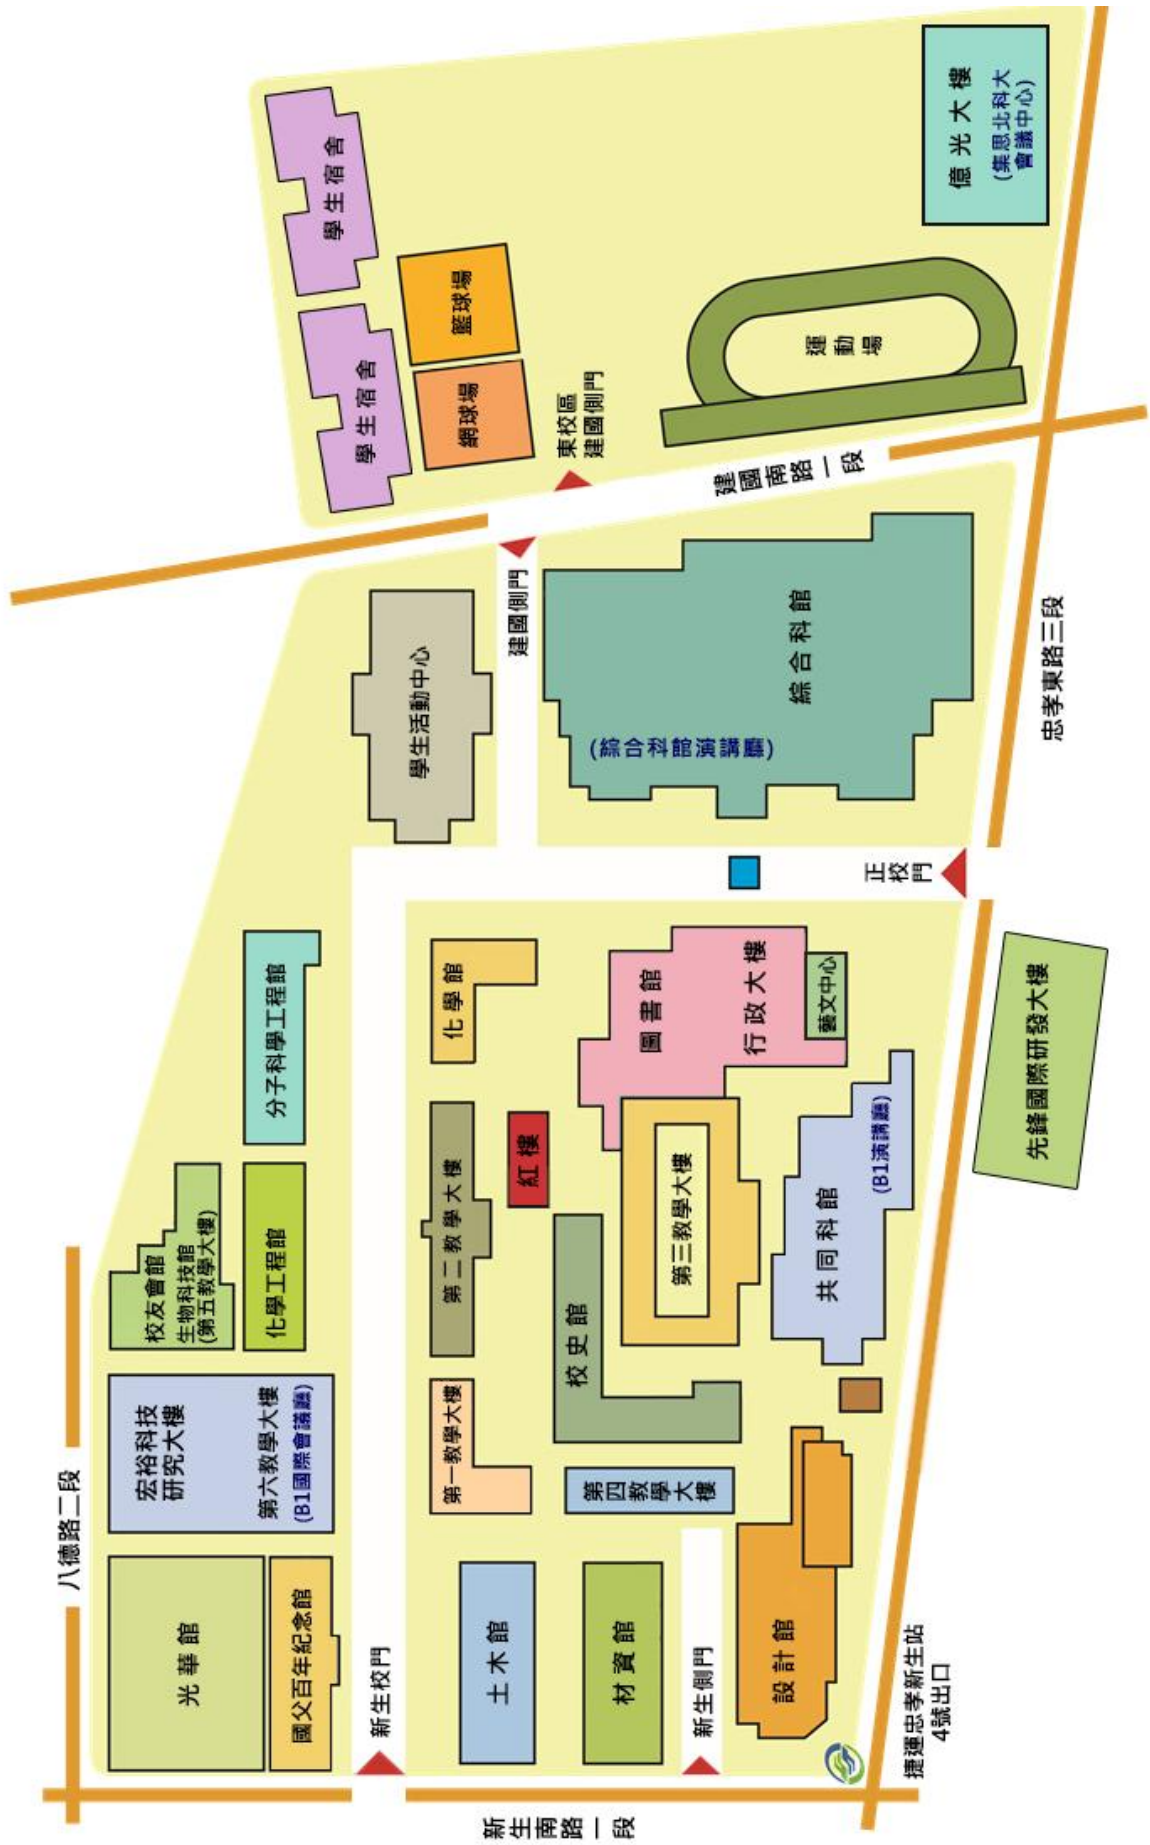 八德路二段
光華館
國父百年紀念館
宏裕科技
研究大樓
第六教學大樓
(B1國際會議廳)
校友會館
生物科技館
(第五教學大樓)
化學工程館
分子科學工程館
學生宿舍
學生宿舍
網球場
籃球場
東校區
建國側門
新生校門
第一教學大樓
第二教學大樓
化學館
學生活動中心
建國側門
建國南路一段
紅樓
土木館
材資館
新生側門
第四教
學大樓
校史館
第三教學大樓
圖書館
行政大樓
藝文中心
綜合科館
(綜合科館演講廳)
運動場
億光大樓
(集思北科大
會議中心)
設計館
共同科館
(B1演講廳)
正校門
先鋒國際研發大樓
忠孝東路三段
捷運忠孝新生站
4號出口
新生南路一段